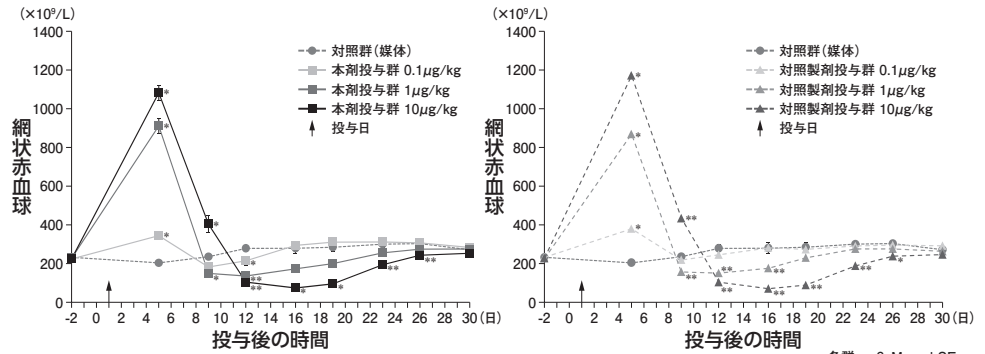 (×10⁹/L)
1400
1200
1000
800
600
400
200
0
網状赤血球
対照群(媒体)
本剤投与群 0.1μg/kg
本剤投与群 1μg/kg
本剤投与群 10μg/kg
投与日
* * * * * ** ** * * ** **
-2 0 2 4 6 8 10 12 14 16 18 20 22 24 26 28 30(日)
投与後の時間
(×10⁹/L)
1400
1200
1000
800
600
400
200
0
網状赤血球
対照群(媒体)
対照製剤投与群 0.1μg/kg
対照製剤投与群 1μg/kg
対照製剤投与群 10μg/kg
投与日
* * * ** ** ** ** ** ** ** ** *
-2 0 2 4 6 8 10 12 14 16 18 20 22 24 26 28 30(日)
投与後の時間